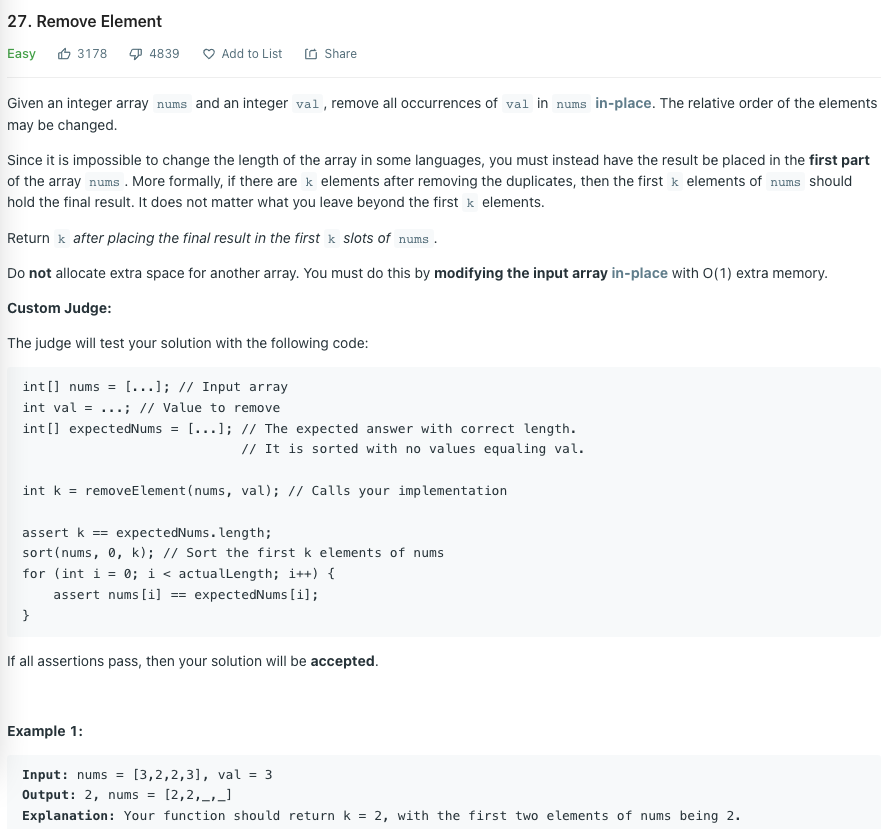 27. Remove Element
Easy 3178 4839 Add to List Share
Given an integer array nums and an integer val, remove all occurrences of val in nums in-place. The relative order of the elements
may be changed.
Since it is impossible to change the length of the array in some languages, you must instead have the result be placed in the first part
of the array nums. More formally, if there are k elements after removing the duplicates, then the first k elements of nums should
hold the final result. It does not matter what you leave beyond the first k elements.
Return k after placing the final result in the first k slots of nums.
Do not allocate extra space for another array. You must do this by modifying the input array in-place with O(1) extra memory.
Custom Judge:
The judge will test your solution with the following code:
int[] nums = [...]; // Input array
int val = ...; // Value to remove
int[] expectedNums = [...]; // The expected answer with correct length.
                            // It is sorted with no values equaling val.
int k = removeElement(nums, val); // Calls your implementation
assert k == expectedNums.length;
sort(nums, 0, k); // Sort the first k elements of nums
for (int i = 0; i < actualLength; i++) {
    assert nums[i] == expectedNums[i];
}
If all assertions pass, then your solution will be accepted.
Example 1:
Input: nums = [3,2,2,3], val = 3
Output: 2, nums = [2,2,_,_]
Explanation: Your function should return k = 2, with the first two elements of nums being 2.